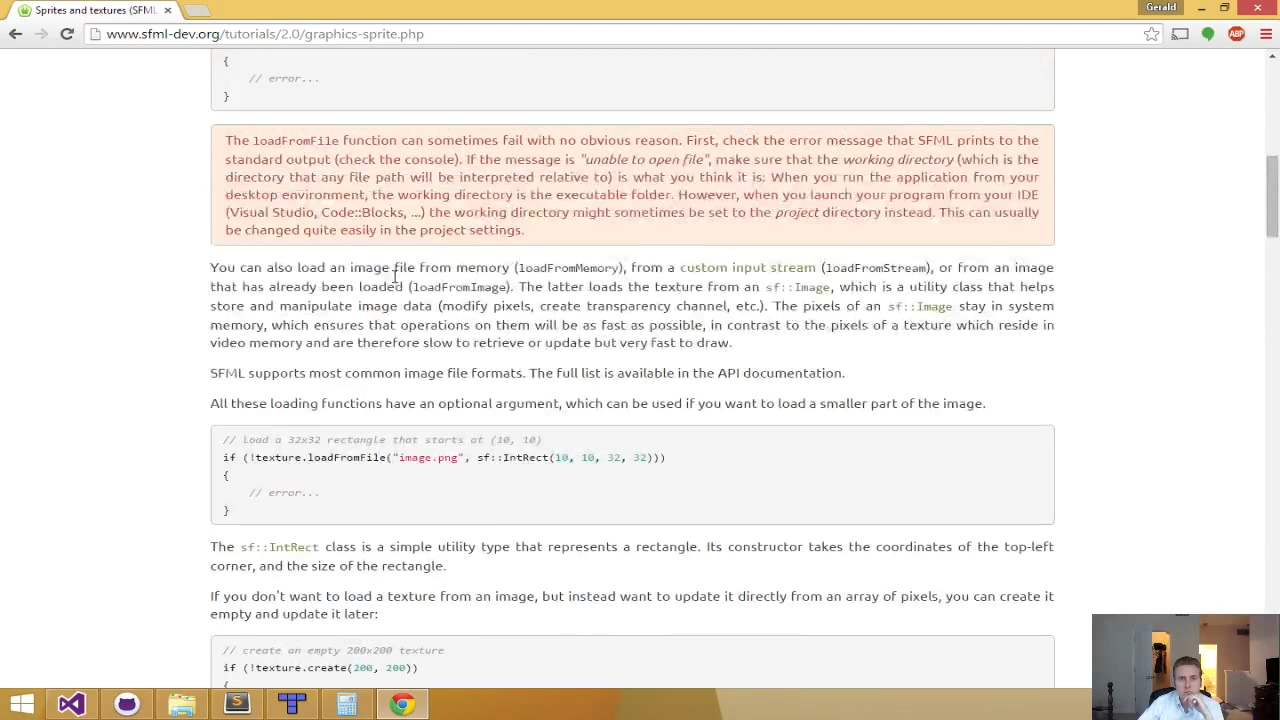 Sprites and textures (SFML
Gerald
www.sfml-dev.org/tutorials/2.0/graphics-sprite.php
ABP
{
// error...
}
The loadFromFile function can sometimes fail with no obvious reason. First, check the error message that SFML prints to the
standard output (check the console). If the message is "unable to open file", make sure that the working directory (which is the
directory that any file path will be interpreted relative to) is what you think it is: When you run the application from your
desktop environment, the working directory is the executable folder. However, when you launch your program from your IDE
(Visual Studio, Code::Blocks, ...) the working directory might sometimes be set to the project directory instead. This can usually
be changed quite easily in the project settings.
You can also load an image file from memory (loadFromMemory), from a custom input stream (loadFromStream), or from an image
that has already been loaded (loadFromImage). The latter loads the texture from an sf::Image, which is a utility class that helps
store and manipulate image data (modify pixels, create transparency channel, etc.). The pixels of an sf::Image stay in system
memory, which ensures that operations on them will be as fast as possible, in contrast to the pixels of a texture which reside in
video memory and are therefore slow to retrieve or update but very fast to draw.
SFML supports most common image file formats. The full list is available in the API documentation.
All these loading functions have an optional argument, which can be used if you want to load a smaller part of the image.
// load a 32x32 rectangle that starts at (10, 10)
if (!texture.loadFromFile("image.png", sf::IntRect(10, 10, 32, 32)))
{
// error...
}
The sf::IntRect class is a simple utility type that represents a rectangle. Its constructor takes the coordinates of the top-left
corner, and the size of the rectangle.
If you don't want to load a texture from an image, but instead want to update it directly from an array of pixels, you can create it
empty and update it later:
// create an empty 200x200 texture
if (!texture.create(200, 200))
{